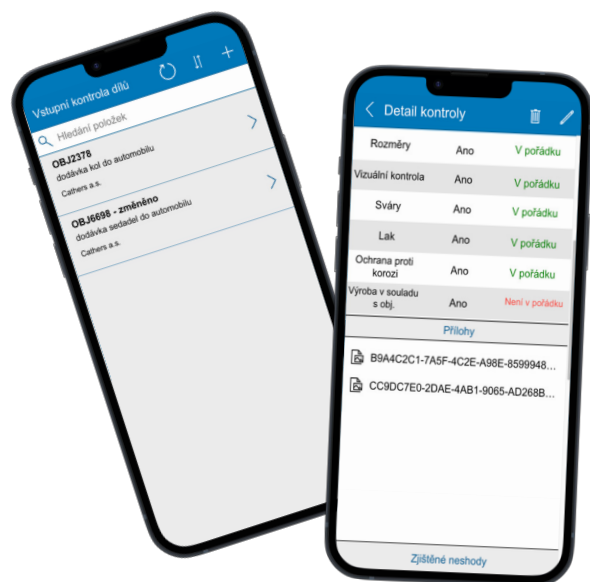 Vstupní kontrola dílů
Hledání položek
OBJ2378
dodávka kol do automobilu
Cathers a.s.
OBJ6698 - změněno
dodávka sedadel do automobilu
Cathers a.s.
Detail kontroly
Rozměry Ano V pořádku
Vizuální kontrola Ano V pořádku
Sváry Ano V pořádku
Lak Ano V pořádku
Ochrana proti
korozi Ano V pořádku
Výroba v souladu
s obj. Ano Není v pořádku
Přílohy
B9A4C2C1-7A5F-4C2E-A98E-8599948...
CC9DC7E0-2DAE-4AB1-9065-AD268B...
Zjištěné neshody